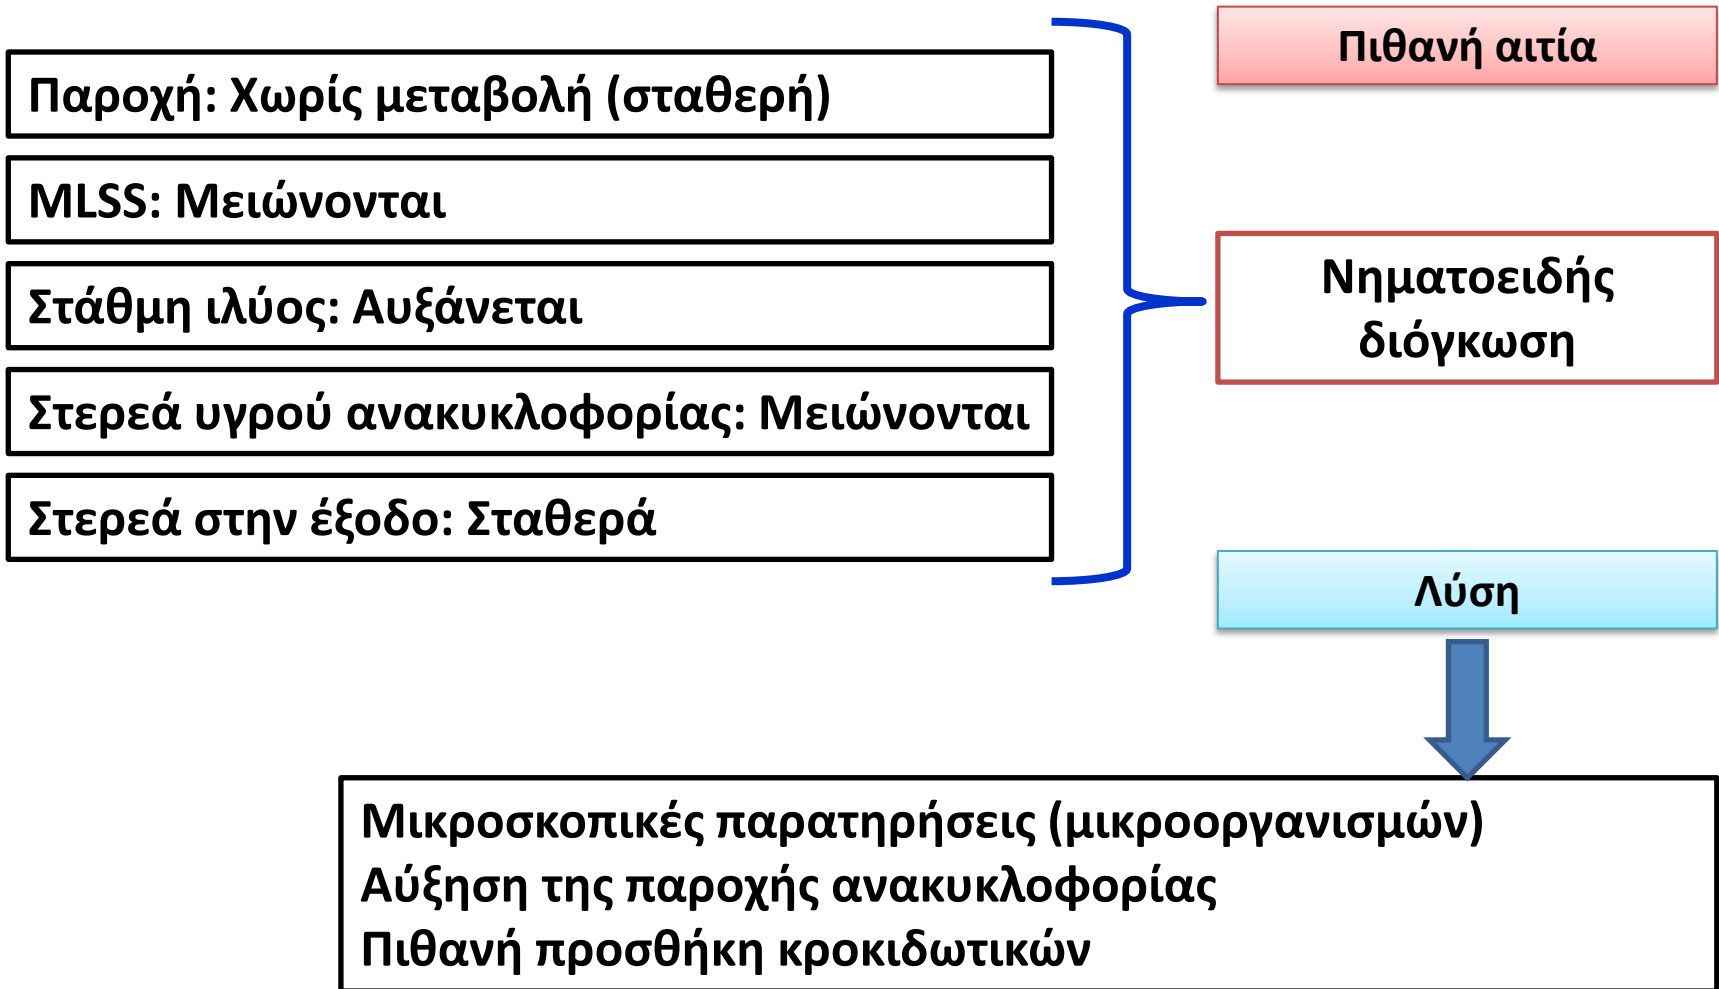 Παροχή: Χωρίς μεταβολή (σταθερή)
MLSS: Μειώνονται
Στάθμη ιλύος: Αυξάνεται
Στερεά υγρού ανακυκλοφορίας: Μειώνονται
Στερεά στην έξοδο: Σταθερά
Πιθανή αιτία
Νηματοειδής
διόγκωση
Λύση
Μικροσκοπικές παρατηρήσεις (μικροοργανισμών)
Αύξηση της παροχής ανακυκλοφορίας
Πιθανή προσθήκη κροκιδωτικών